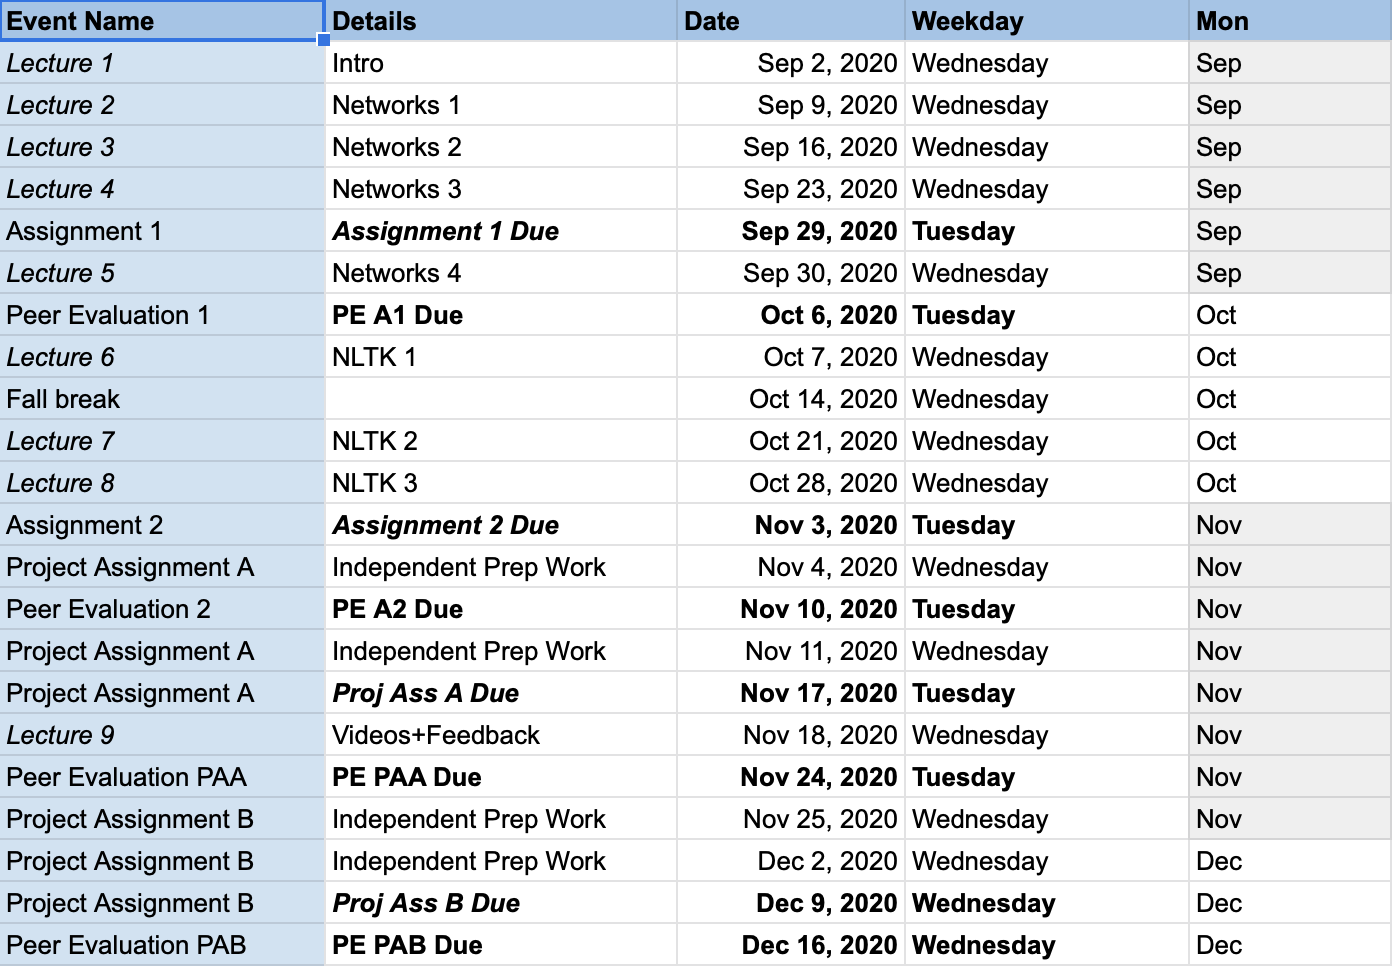 Event Name Details Date Weekday Mon
Lecture 1 Intro Sep 2, 2020 Wednesday Sep
Lecture 2 Networks 1 Sep 9, 2020 Wednesday Sep
Lecture 3 Networks 2 Sep 16, 2020 Wednesday Sep
Lecture 4 Networks 3 Sep 23, 2020 Wednesday Sep
Assignment 1 Assignment 1 Due Sep 29, 2020 Tuesday Sep
Lecture 5 Networks 4 Sep 30, 2020 Wednesday Sep
Peer Evaluation 1 PE A1 Due Oct 6, 2020 Tuesday Oct
Lecture 6 NLTK 1 Oct 7, 2020 Wednesday Oct
Fall break Oct 14, 2020 Wednesday Oct
Lecture 7 NLTK 2 Oct 21, 2020 Wednesday Oct
Lecture 8 NLTK 3 Oct 28, 2020 Wednesday Oct
Assignment 2 Assignment 2 Due Nov 3, 2020 Tuesday Nov
Project Assignment A Independent Prep Work Nov 4, 2020 Wednesday Nov
Peer Evaluation 2 PE A2 Due Nov 10, 2020 Tuesday Nov
Project Assignment A Independent Prep Work Nov 11, 2020 Wednesday Nov
Project Assignment A Proj Ass A Due Nov 17, 2020 Tuesday Nov
Lecture 9 Videos+Feedback Nov 18, 2020 Wednesday Nov
Peer Evaluation PAA PE PAA Due Nov 24, 2020 Tuesday Nov
Project Assignment B Independent Prep Work Nov 25, 2020 Wednesday Nov
Project Assignment B Independent Prep Work Dec 2, 2020 Wednesday Dec
Project Assignment B Proj Ass B Due Dec 9, 2020 Wednesday Dec
Peer Evaluation PAB PE PAB Due Dec 16, 2020 Wednesday Dec